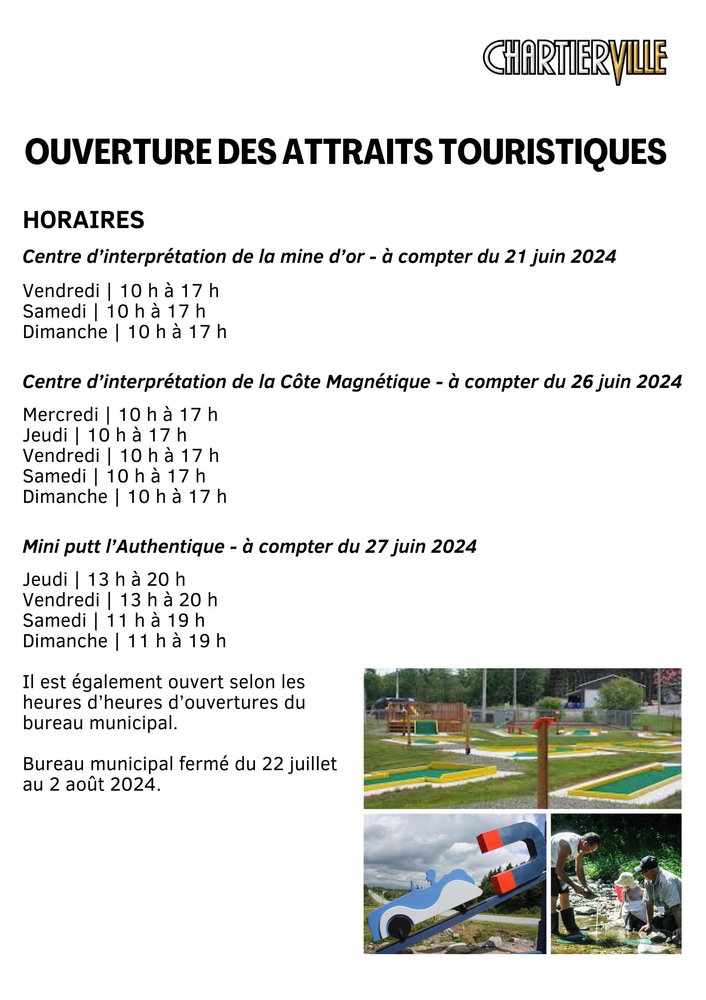 CHARTIERVILLE
OUVERTURE DES ATTRAITS TOURISTIQUES
HORAIRES
Centre d’interprétation de la mine d’or - à compter du 21 juin 2024
Vendredi | 10 h à 17 h
Samedi | 10 h à 17 h
Dimanche | 10 h à 17 h
Centre d’interprétation de la Côte Magnétique - à compter du 26 juin 2024
Mercredi | 10 h à 17 h
Jeudi | 10 h à 17 h
Vendredi | 10 h à 17 h
Samedi | 10 h à 17 h
Dimanche | 10 h à 17 h
Mini putt l’Authentique - à compter du 27 juin 2024
Jeudi | 13 h à 20 h
Vendredi | 13 h à 20 h
Samedi | 11 h à 19 h
Dimanche | 11 h à 19 h
Il est également ouvert selon les
heures d’heures d’ouvertures du
bureau municipal.
Bureau municipal fermé du 22 juillet
au 2 août 2024.